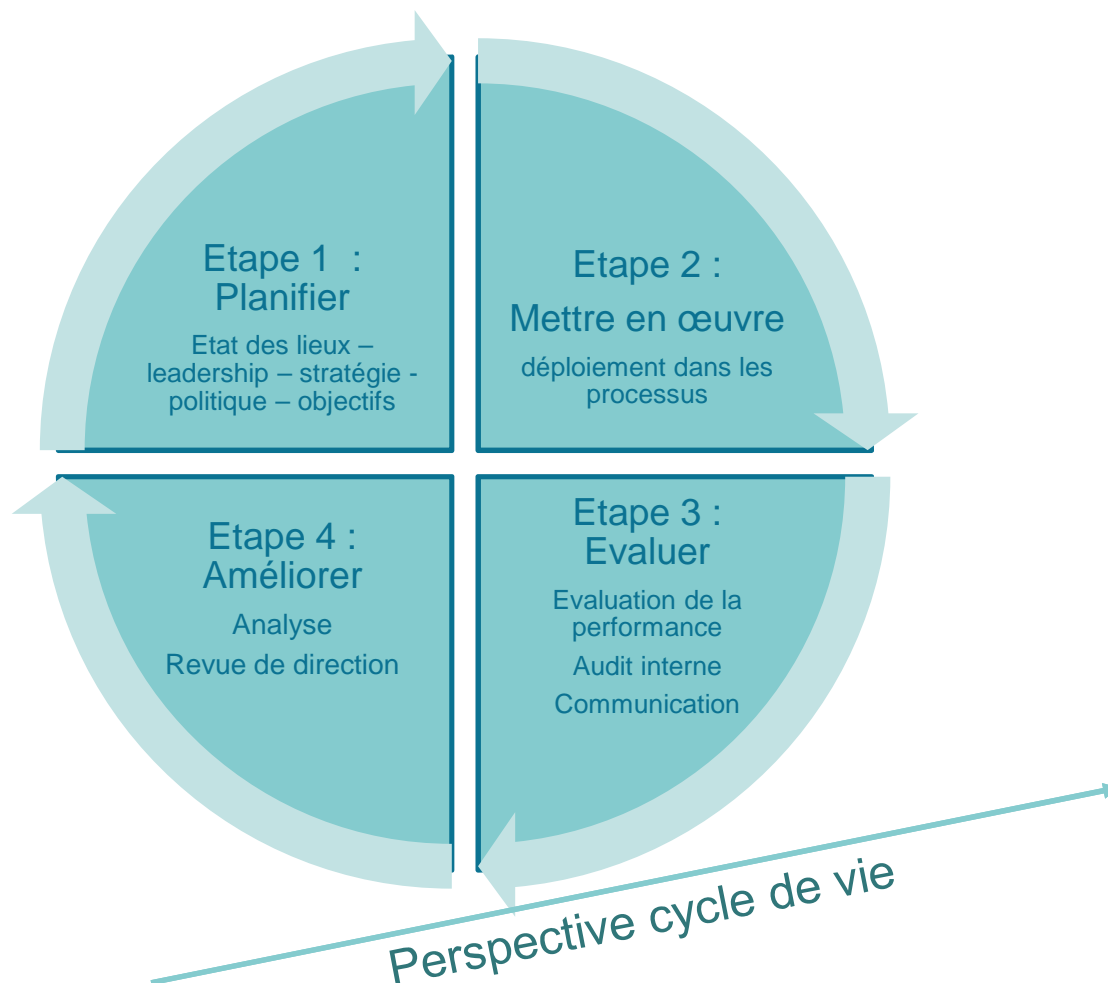 Etape 1 :
Planifier
Etat des lieux –
leadership – stratégie -
politique – objectifs
Etape 2 :
Mettre en œuvre
déploiement dans les
processus
Etape 3 :
Evaluer
Evaluation de la
performance
Audit interne
Communication
Etape 4 :
Améliorer
Analyse
Revue de direction
Perspective cycle de vie